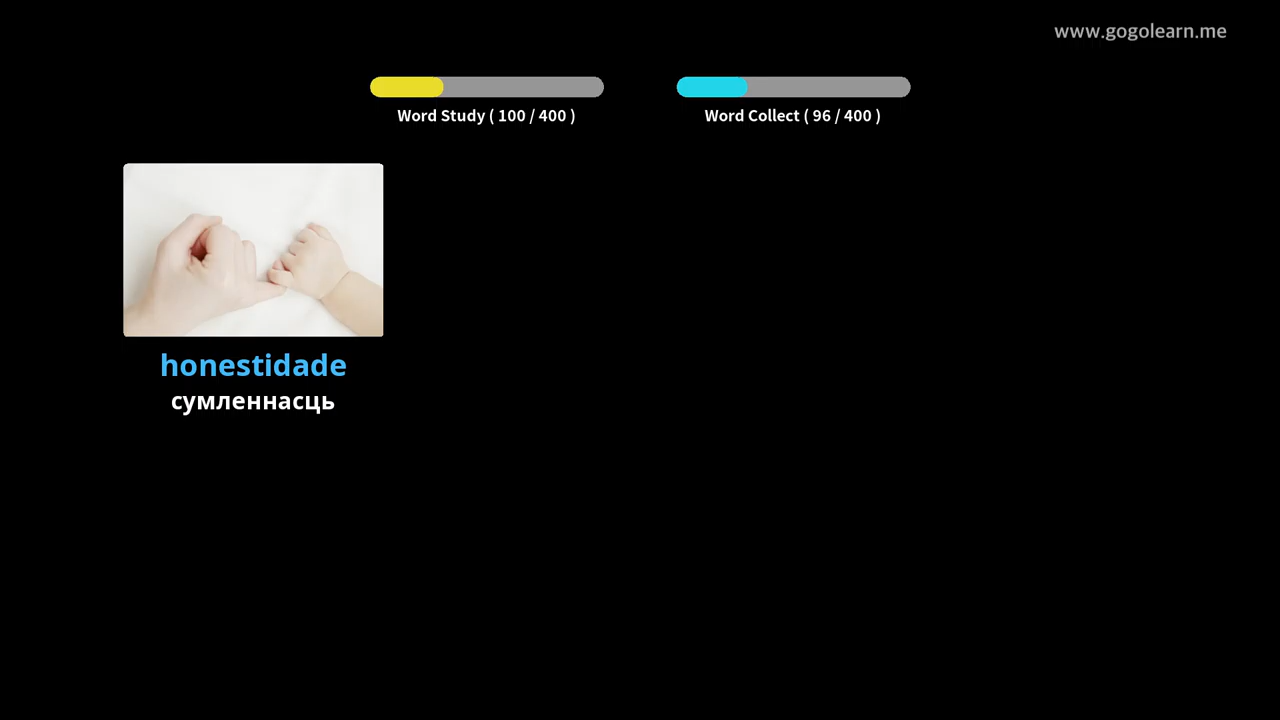 www.gogolearn.me
Word Study ( 100 / 400 )
Word Collect ( 96 / 400 )
honestidade
сумленнасць